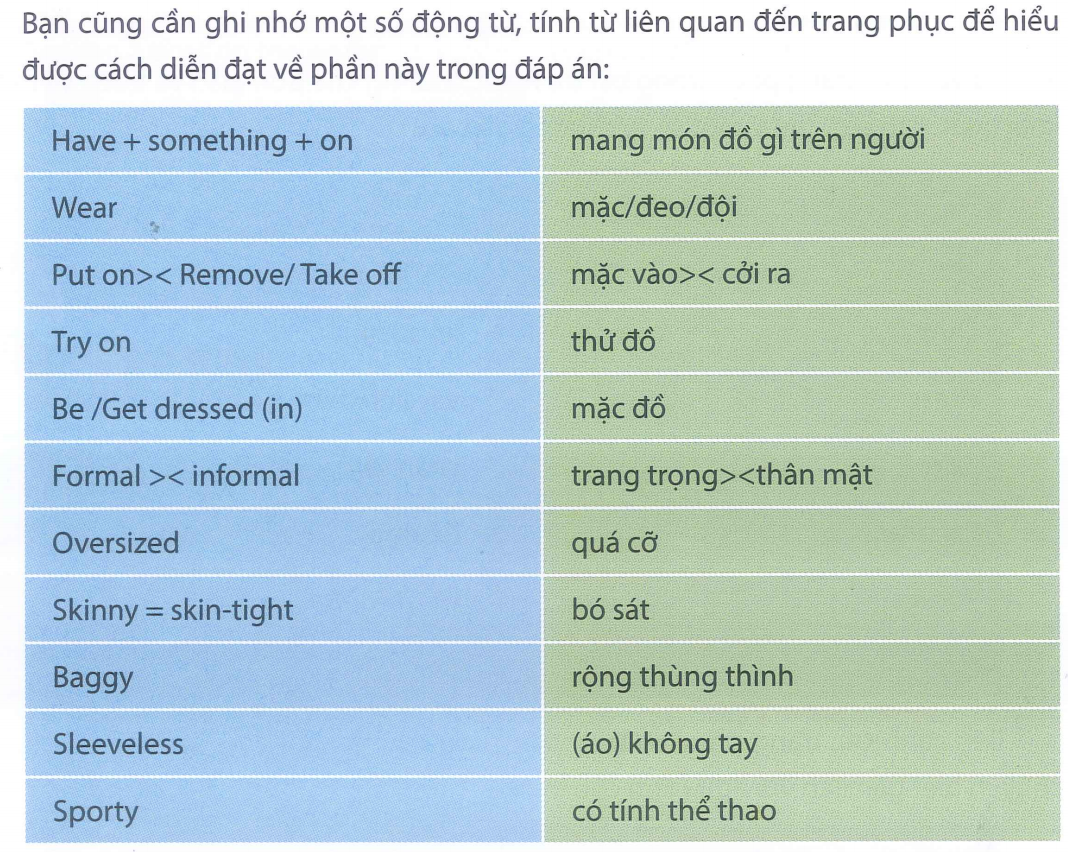 Bạn cũng cần ghi nhớ một số động từ, tính từ liên quan đến trang phục để hiểu
được cách diễn đạt về phần này trong đáp án:
Have + something + on mang món đồ gì trên người
Wear mặc/đeo/đội
Put on>< Remove/ Take off mặc vào>< cởi ra
Try on thử đồ
Be /Get dressed (in) mặc đồ
Formal >< informal trang trọng><thân mật
Oversized quá cỡ
Skinny = skin-tight bó sát
Baggy rộng thùng thình
Sleeveless (áo) không tay
Sporty có tính thể thao